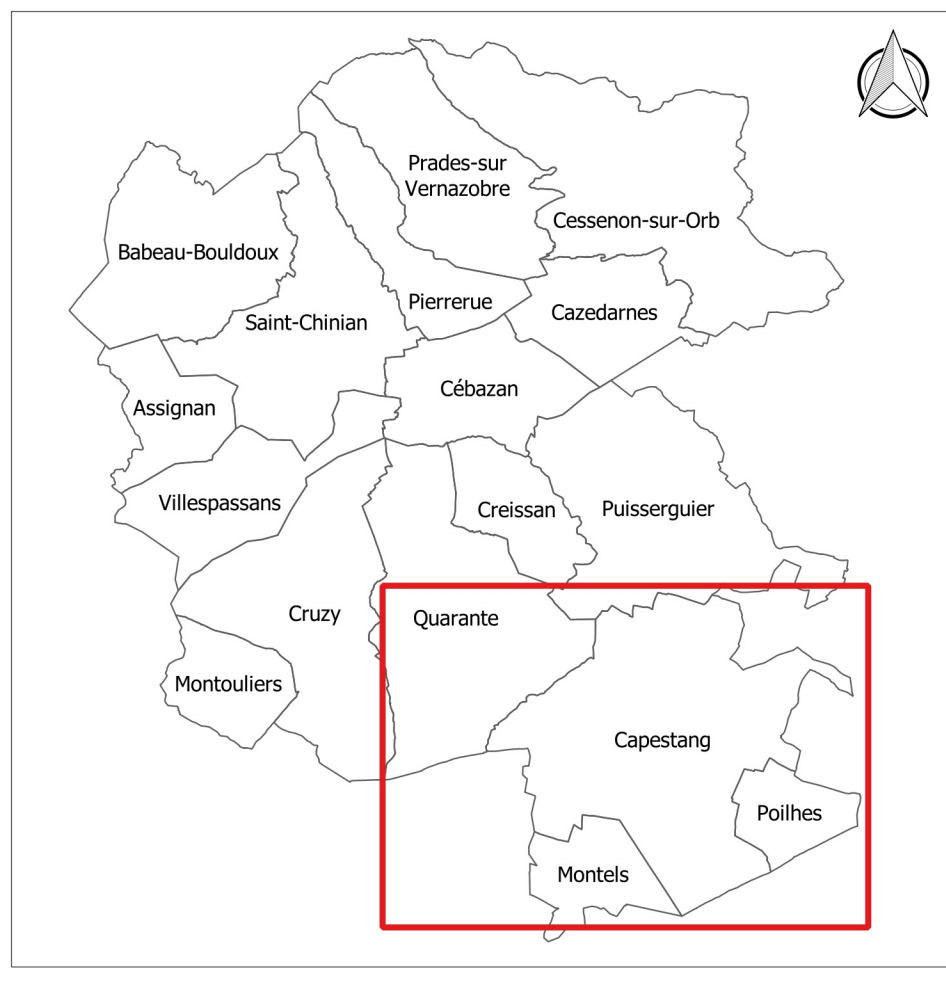 Prades-sur
Vernazobre
Cessenon-sur-Orb
Babeau-Bouldoux
Pierrerue
Cazedarnes
Saint-Chinian
Cébazan
Assignan
Villespassans
Creissan
Puisserguier
Cruzy
Quarante
Montouliers
Capestang
Poilhes
Montels